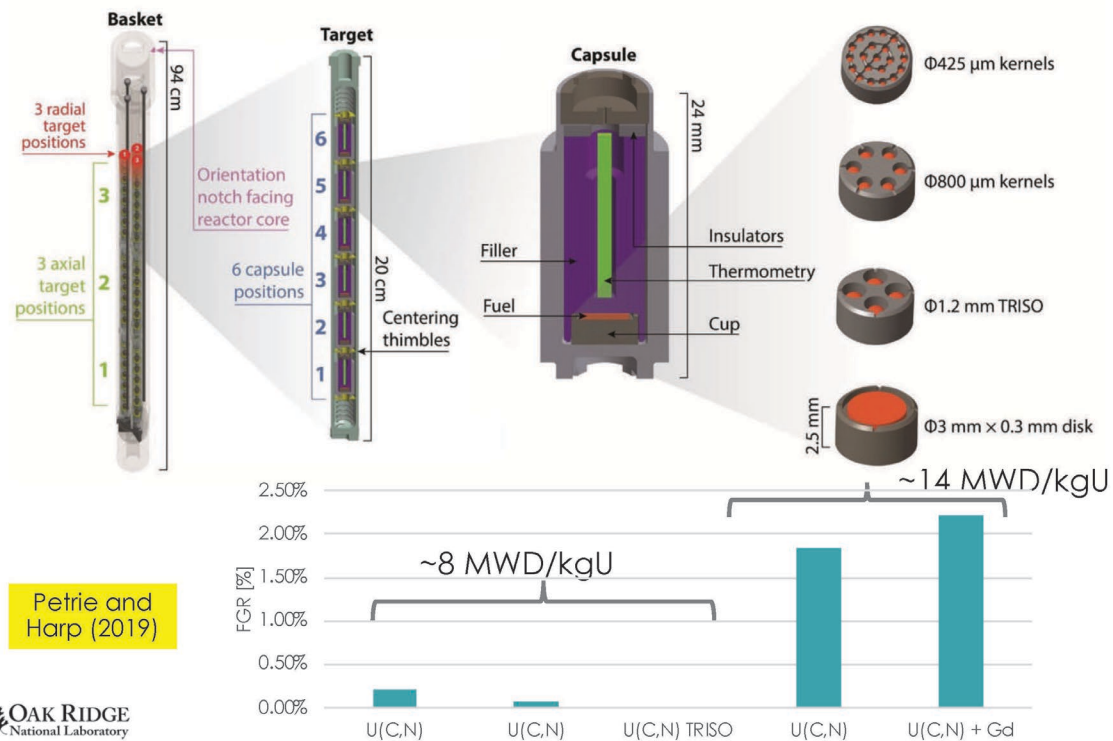 Basket
94 cm
3 radial
target
positions
Orientation
notch facing
reactor core
3
2
1
3 axial
target
positions
Target
6
5
4
3
2
1
6 capsule
positions
20 cm
Centering
thimbles
Capsule
24 mm
Filler
Fuel
Insulators
Thermometry
Cup
Φ425 μm kernels
Φ800 μm kernels
Φ1.2 mm TRISO
Φ3 mm × 0.3 mm disk
2.5 mm
~14 MWD/kgU
~8 MWD/kgU
FGR [%]
2.50%
2.00%
1.50%
1.00%
0.50%
0.00%
U(C,N)
U(C,N)
U(C,N) TRISO
U(C,N)
U(C,N) + Gd
Petrie and
Harp (2019)
OAK RIDGE
National Laboratory